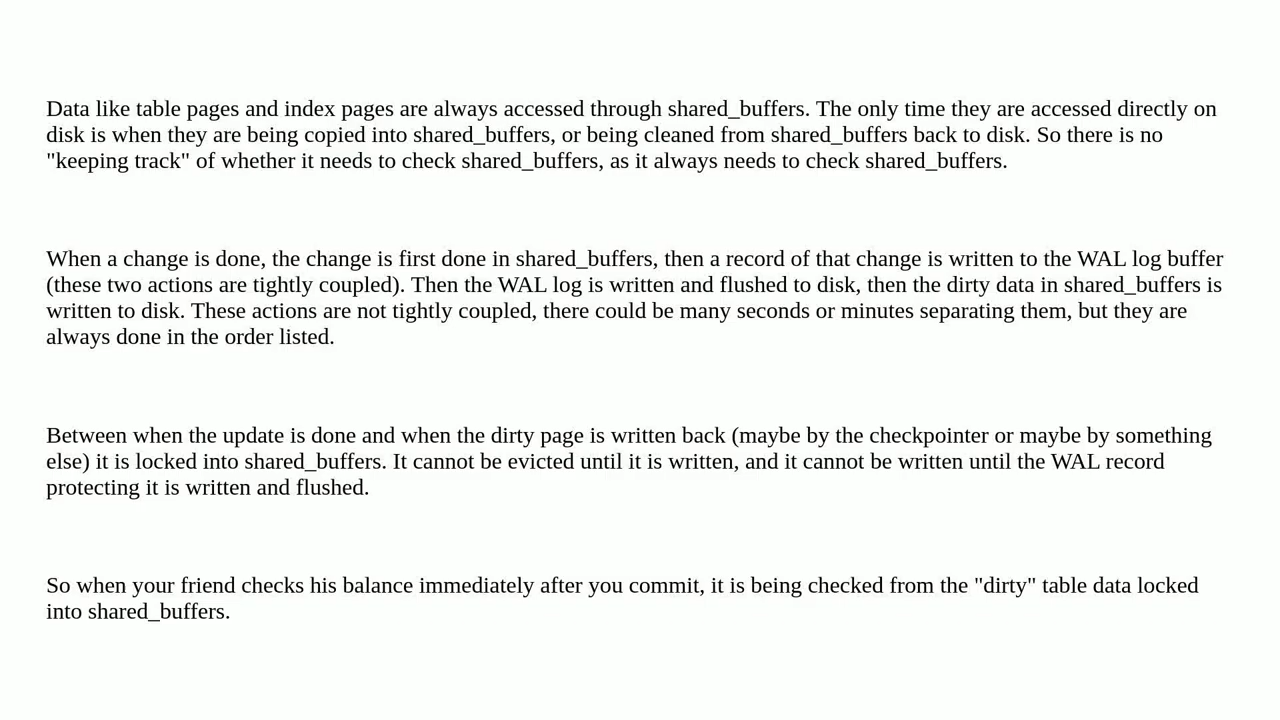 Data like table pages and index pages are always accessed through shared_buffers. The only time they are accessed directly on
disk is when they are being copied into shared_buffers, or being cleaned from shared_buffers back to disk. So there is no
"keeping track" of whether it needs to check shared_buffers, as it always needs to check shared_buffers.
When a change is done, the change is first done in shared_buffers, then a record of that change is written to the WAL log buffer
(these two actions are tightly coupled). Then the WAL log is written and flushed to disk, then the dirty data in shared_buffers is
written to disk. These actions are not tightly coupled, there could be many seconds or minutes separating them, but they are
always done in the order listed.
Between when the update is done and when the dirty page is written back (maybe by the checkpointer or maybe by something
else) it is locked into shared_buffers. It cannot be evicted until it is written, and it cannot be written until the WAL record
protecting it is written and flushed.
So when your friend checks his balance immediately after you commit, it is being checked from the "dirty" table data locked
into shared_buffers.